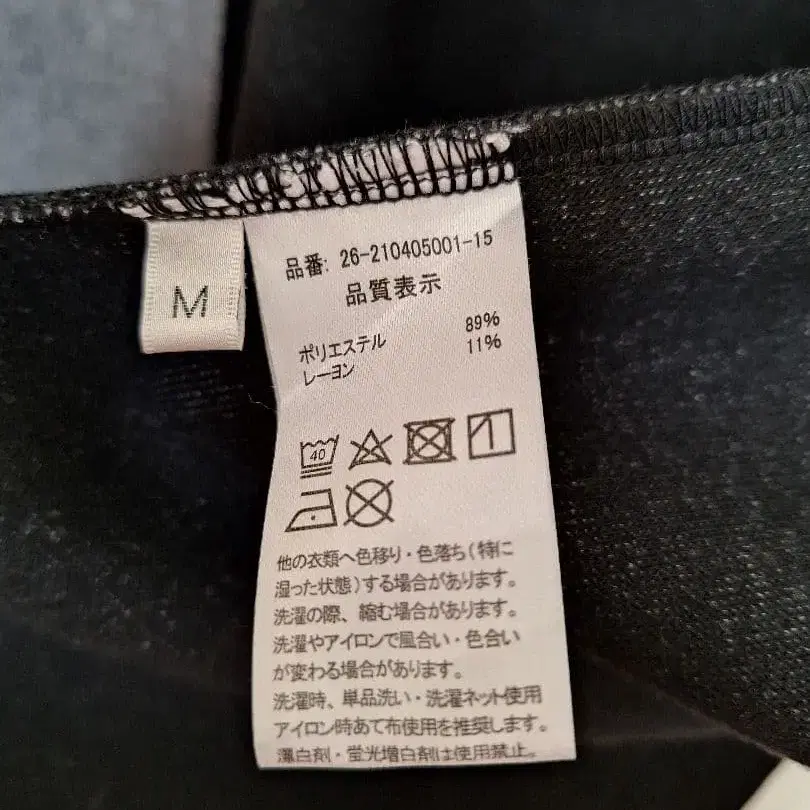 M
品番: 26-210405001-15
品質表示
ポリエステル 89%
レーヨン 11%
40
他の衣類へ色移り・色落ち(特に
湿った状態)する場合があります。
洗濯の際、縮む場合があります。
洗濯やアイロンで風合い・色合い
が変わる場合があります。
洗濯時、単品洗い・洗濯ネット使用
アイロン時あて布使用を推奨します。
漂白剤・蛍光増白剤は使用禁止。